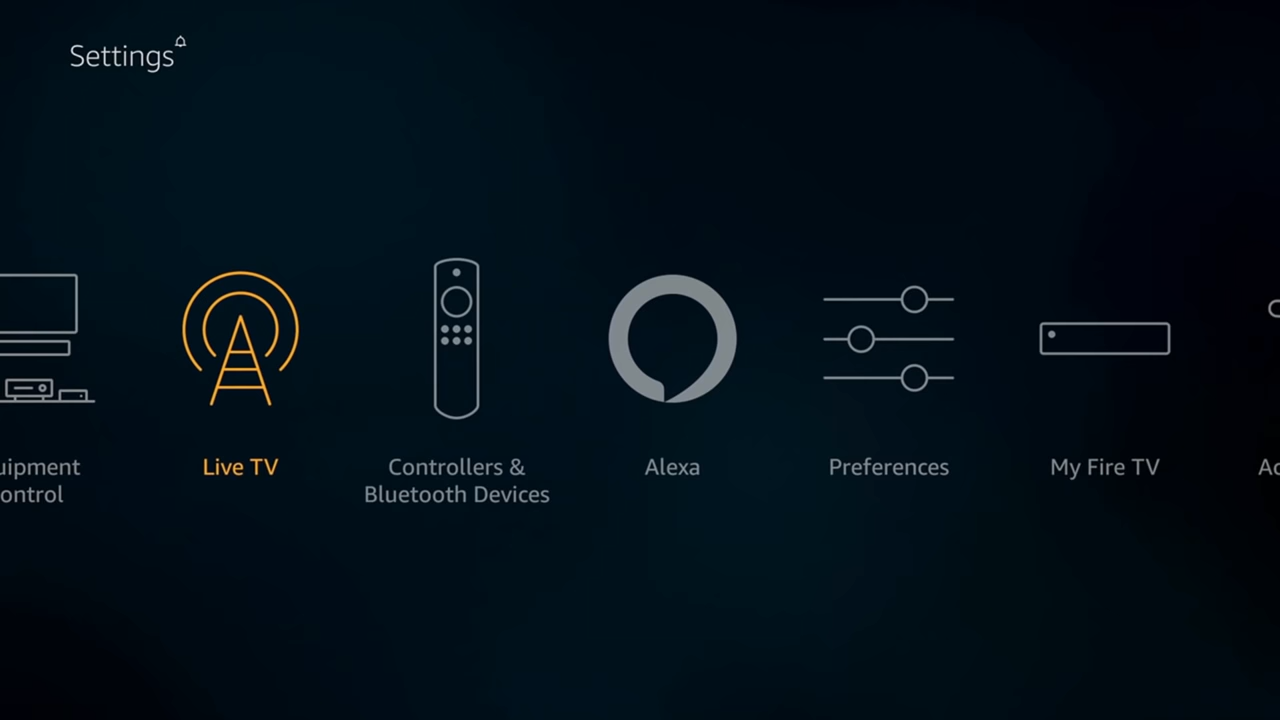 Settings
uipment
ontrol
Live TV
Controllers &
Bluetooth Devices
Alexa
Preferences
My Fire TV
Ac